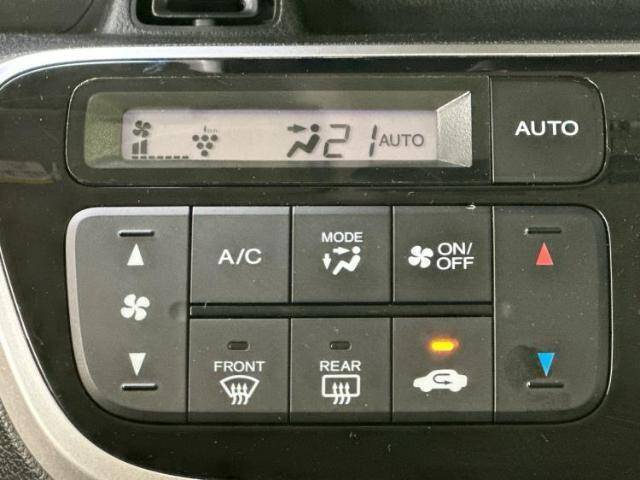 21 AUTO
AUTO
A/C
MODE
ON/
OFF
FRONT
REAR